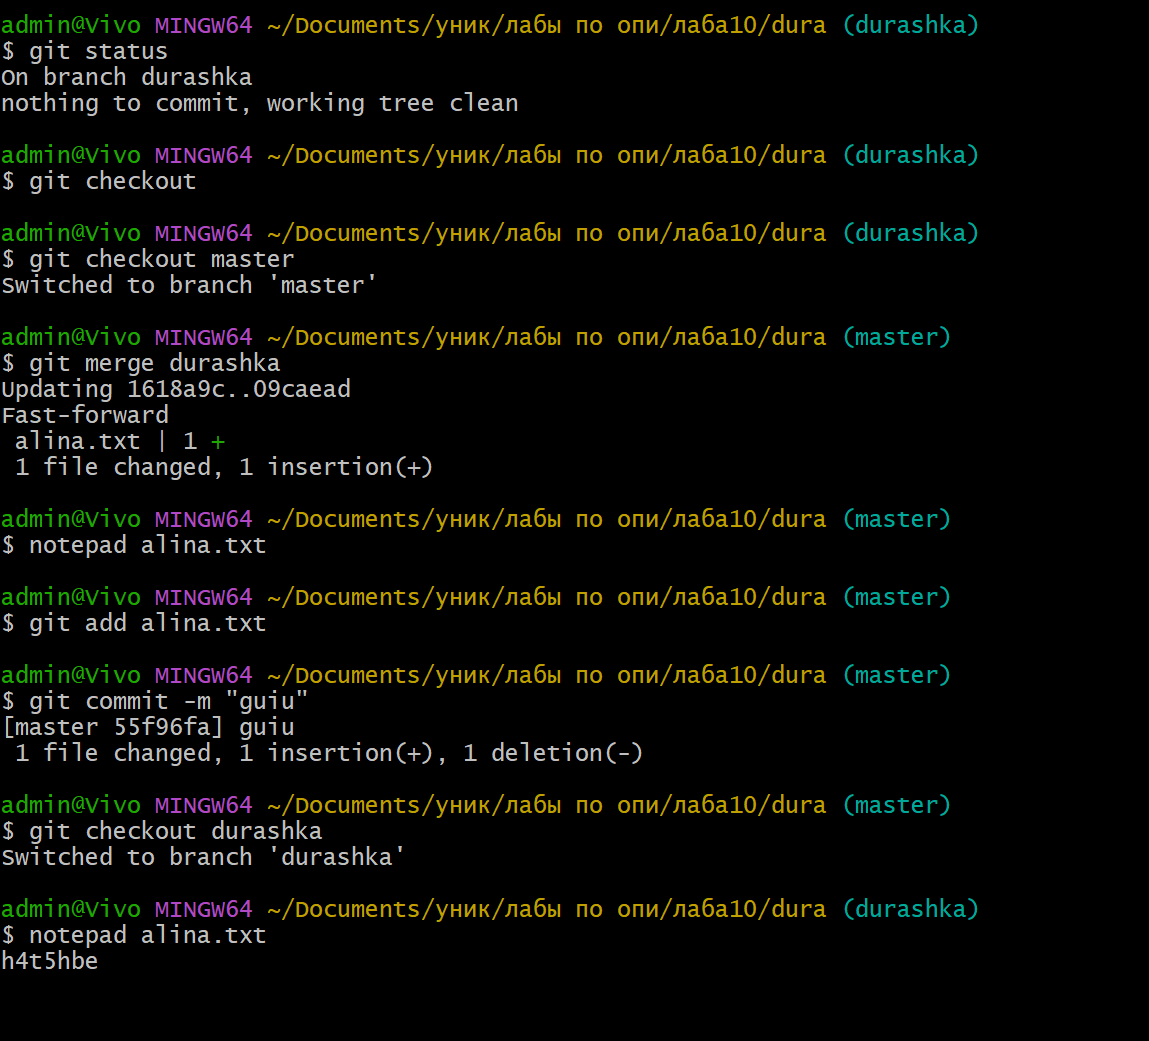 admin@Vivo MINGW64 ~/Documents/уник/лабы по опи/лаба10/dura (durashka)
$ git status
On branch durashka
nothing to commit, working tree clean
admin@Vivo MINGW64 ~/Documents/уник/лабы по опи/лаба10/dura (durashka)
$ git checkout
admin@Vivo MINGW64 ~/Documents/уник/лабы по опи/лаба10/dura (durashka)
$ git checkout master
Switched to branch 'master'
admin@Vivo MINGW64 ~/Documents/уник/лабы по опи/лаба10/dura (master)
$ git merge durashka
Updating 1618a9c..09caead
Fast-forward
 alina.txt | 1 +
 1 file changed, 1 insertion(+)
admin@Vivo MINGW64 ~/Documents/уник/лабы по опи/лаба10/dura (master)
$ notepad alina.txt
admin@Vivo MINGW64 ~/Documents/уник/лабы по опи/лаба10/dura (master)
$ git add alina.txt
admin@Vivo MINGW64 ~/Documents/уник/лабы по опи/лаба10/dura (master)
$ git commit -m "guiu"
[master 55f96fa] guiu
 1 file changed, 1 insertion(+), 1 deletion(-)
admin@Vivo MINGW64 ~/Documents/уник/лабы по опи/лаба10/dura (master)
$ git checkout durashka
Switched to branch 'durashka'
admin@Vivo MINGW64 ~/Documents/уник/лабы по опи/лаба10/dura (durashka)
$ notepad alina.txt
h4t5hbe